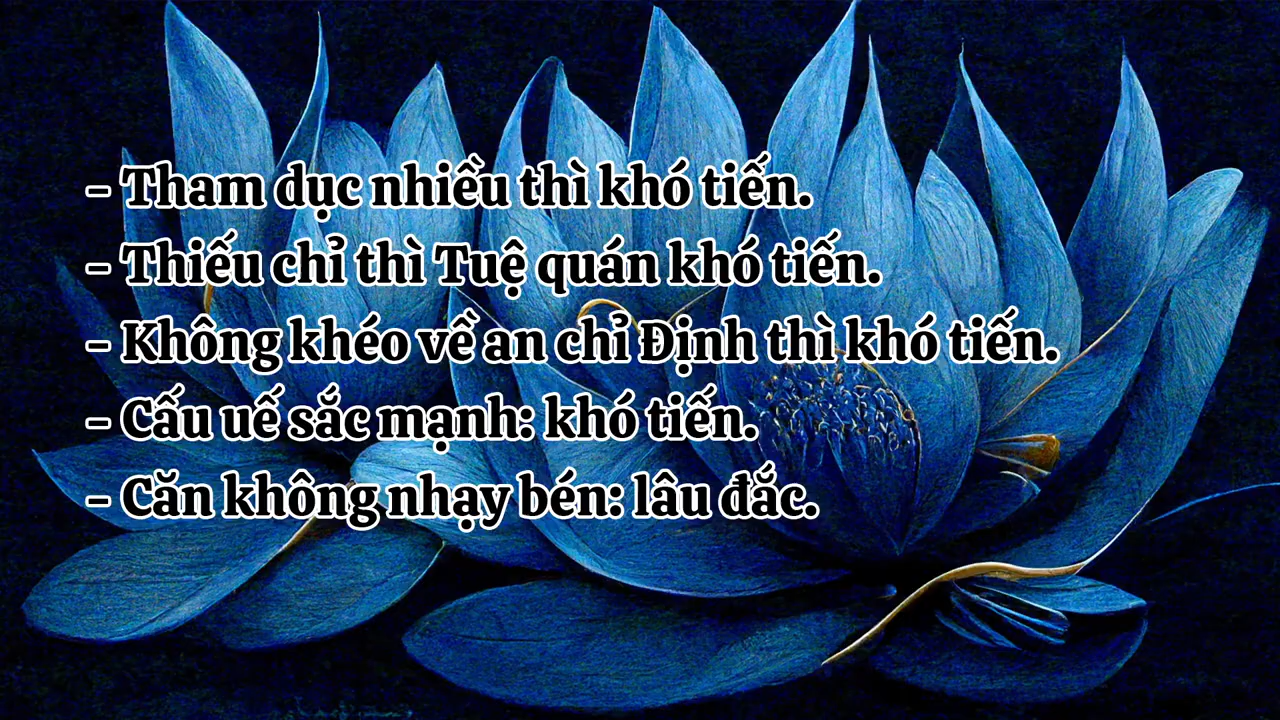 – Tham dục nhiều thì khó tiến.
– Thiếu chỉ thì Tuệ quán khó tiến.
– Không khéo về an chỉ Định thì khó tiến.
– Cấu uế sắc mạnh: khó tiến.
– Căn không nhạy bén: lâu đắc.